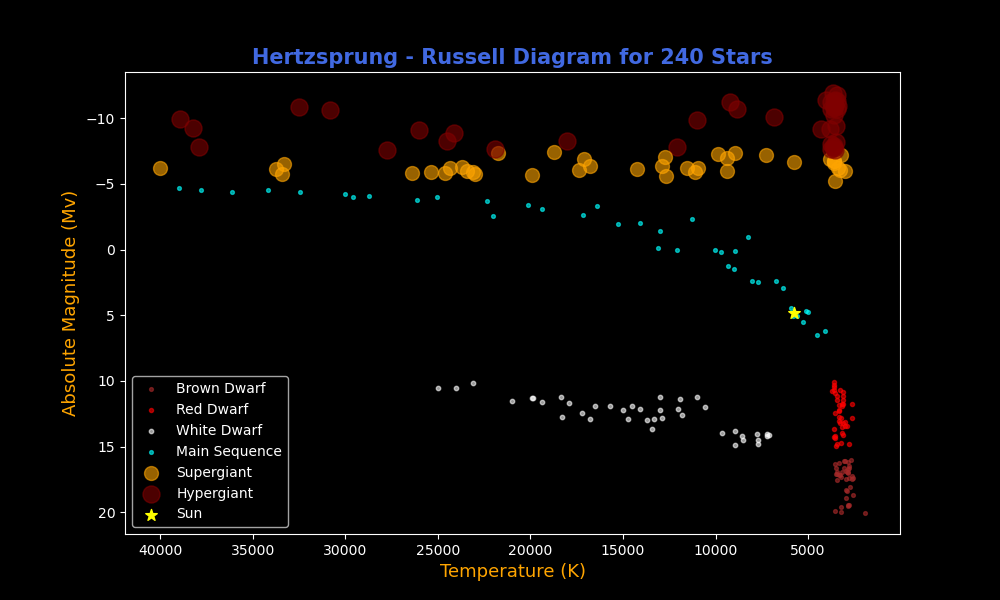 Hertzsprung - Russell Diagram for 240 Stars
Absolute Magnitude (Mv)
−10
−5
0
5
10
15
20
Brown Dwarf
Red Dwarf
White Dwarf
Main Sequence
Supergiant
Hypergiant
Sun
40000 35000 30000 25000 20000 15000 10000 5000
Temperature (K)